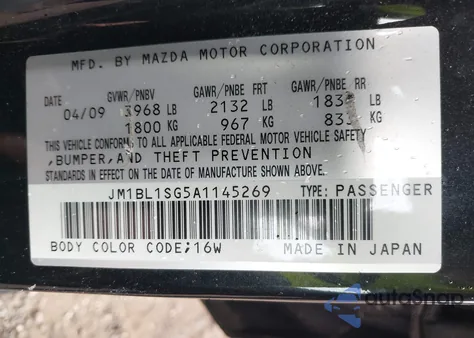 MFD. BY MAZDA MOTOR CORPORATION
DATE GVWR/PNBV GAWR/PNBE FRT GAWR/PNBE RR
04/09 3968 LB 2132 LB LB
1800 KG 967 KG KG
THIS VEHICLE CONFORMS TO ALL APPLICABLE FEDERAL MOTOR VEHICLE SAFETY
,BUMPER,AND THEFT PREVENTION
STANDARDS IN EFFECT ON THE DATE OF MANUFACTURE SHOWN ABOVE.
JM1BL1SG5A1145269 TYPE: PASSENGER
BODY COLOR CODE;16W MADE IN JAPAN
autoSnap